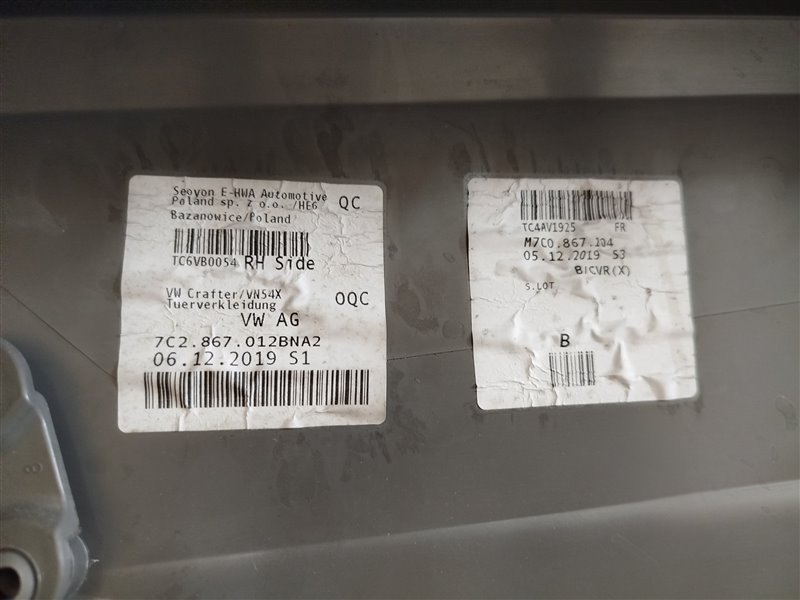 Seoyon E-HWA Automotive
Poland sp. z o.o. /HE6 QC
Bazanowice/Poland
TC6VB0054 RH Side
VW Crafter/VN54X OQC
Tuerverkleidung
VW AG
7C2.867.012BNA2
06.12.2019 S1
TC4AV1925 FR
M7C0.867.104
05.12.2019 S3
BICVR(X)
S.LOT
B